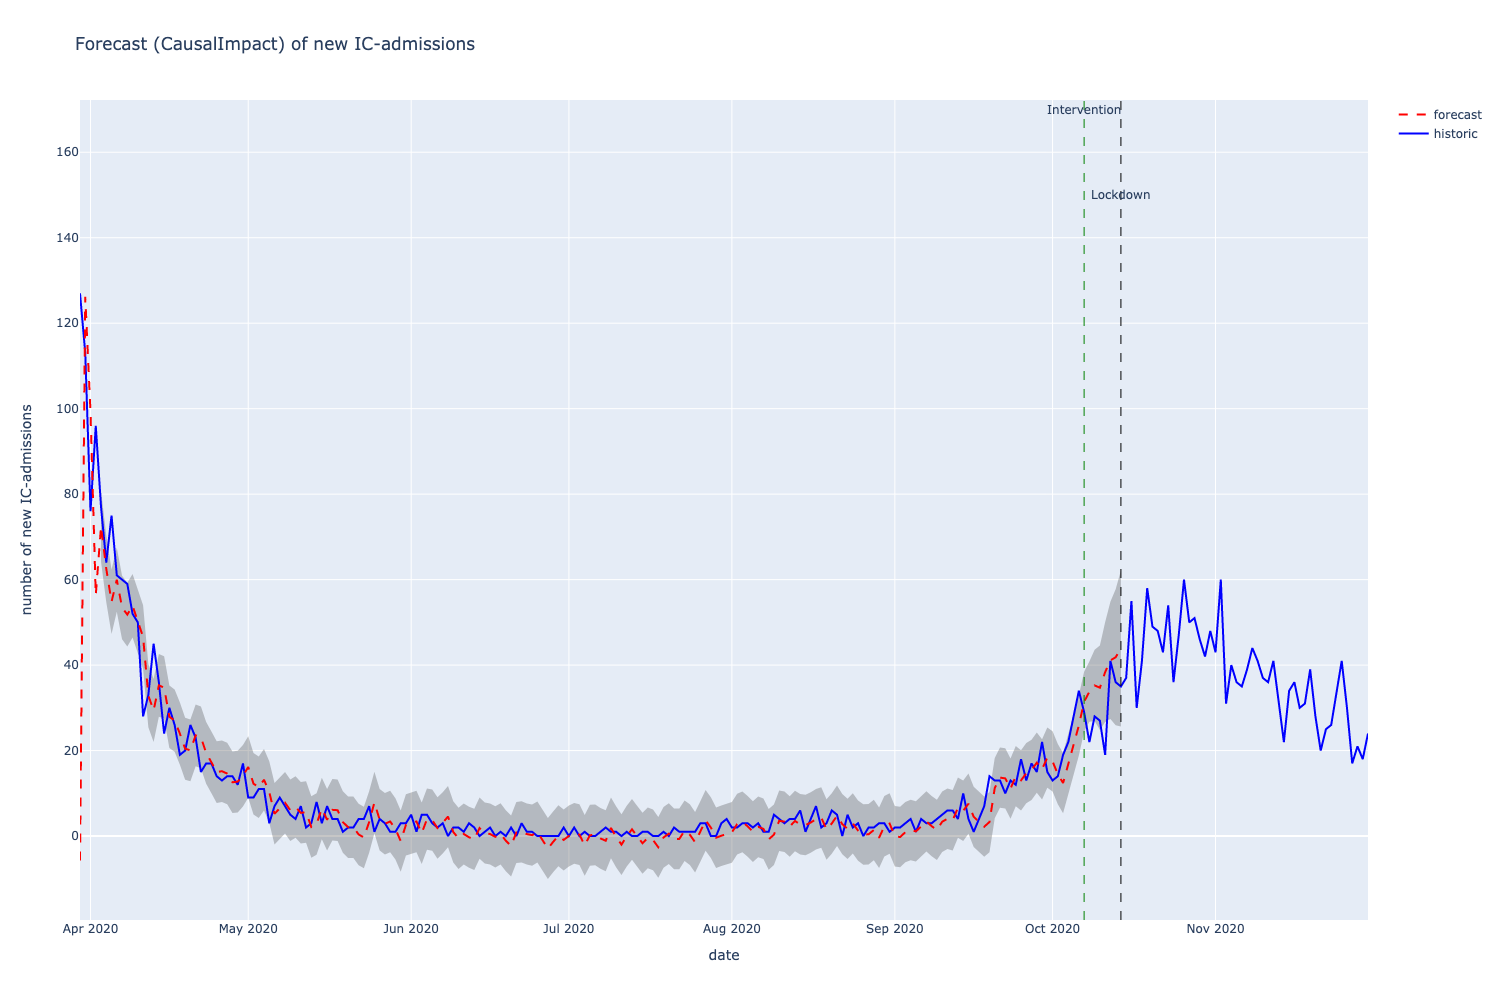 Forecast (CausalImpact) of new IC-admissions
Intervention
forecast
historic
Lockdown
160
140
120
100
80
60
40
20
0
number of new IC-admissions
Apr 2020
May 2020
Jun 2020
Jul 2020
Aug 2020
Sep 2020
Oct 2020
Nov 2020
date